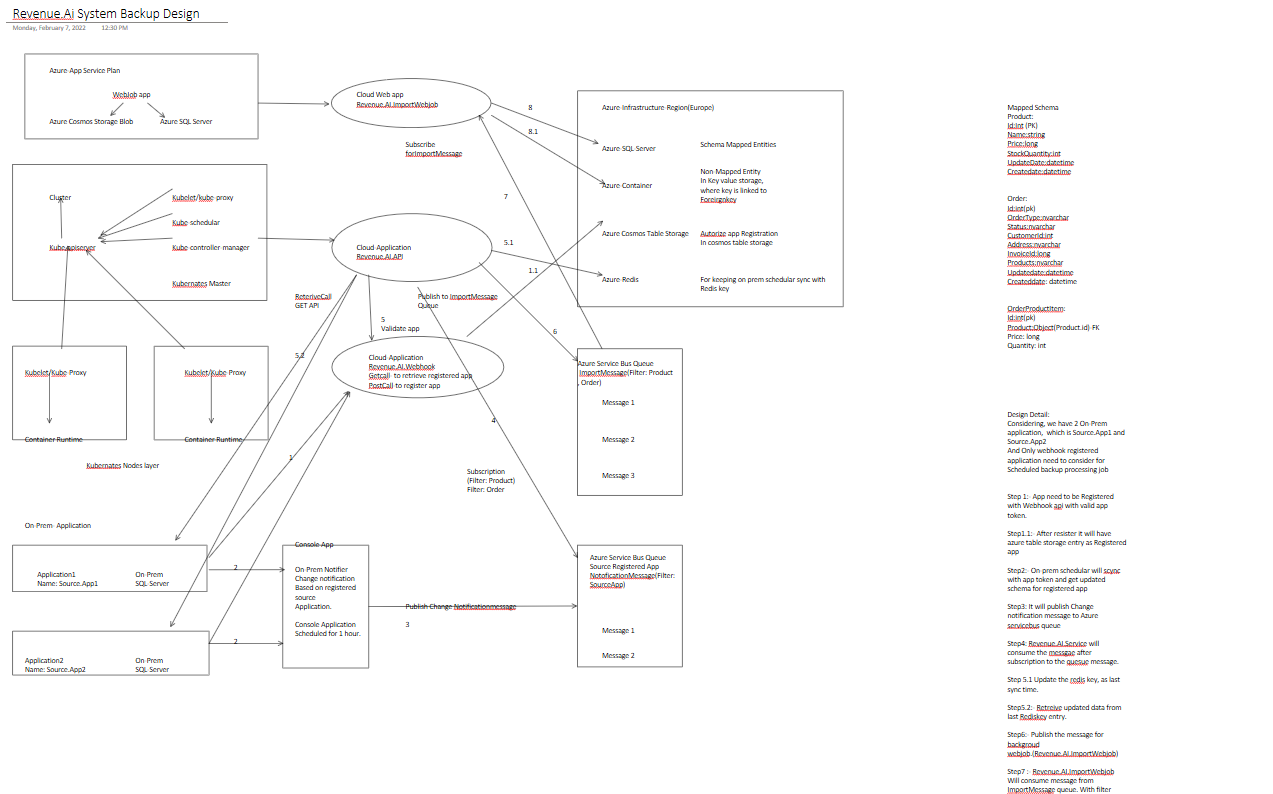 Revenue.Ai System Backup Design
Monday, February 7, 2022 12:30 PM
Azure App Service Plan
WebJob app
Azure Cosmos Storage Blob
Azure SQL Server
Cloud Web app
Revenue.AI.ImportWebjob
Subscribe
forImportMessage
8
8.1
7
Azure Infrastructure Region(Europe)
Azure SQL Server
Schema Mapped Entities
Azure Container
Non-Mapped Entity
In Key value storage,
where key is linked to
Foreirgnkey
Azure Cosmos Table Storage
Autorize app Registration
In cosmos table storage
Azure Redis
For keeping on prem schedular sync with
Redis key
Cluster
Kubelet/kube-proxy
Kube-schedular
Kube apiserver
Kube-controller-manager
Kubernates Master
Cloud Application
Revenue.AI.API
5.1
1.1
ReteriveCall
GET API
Publish to ImportMessage
Queue
5
Validate app
6
5.2
Cloud Application
Revenue.AI.Webhook
Getcall- to retrieve registered app
PostCall to register app
Kubelet/Kube-Proxy
Container Runtime
Kubelet/Kube-Proxy
Container Runtime
Kubernates Nodes layer
Azure Service Bus Queue
ImportMessage(Filter: Product
, Order)
Message 1
Message 2
Message 3
4
1
Subscription
(Filter: Product)
Filter: Order
On-Prem- Application
Application1
Name: Source.App1
On-Prem
SQL Server
2
Application2
Name: Source.App2
On-Prem
SQL Server
2
Console App
On-Prem Notifier
Change notification
Based on registered
source
Application.
Console Application
Scheduled for 1 hour.
Publish Change Notificationmessage
3
Azure Service Bus Queue
Source Registered App
NotoficationMessage(Filter:
SourceApp)
Message 1
Message 2
Mapped Schema
Product:
Id:int (PK)
Name:string
Price:long
StockQuantity:int
UpdateDate:datetime
Createdate:datetime
Order:
Id:int(pk)
OrderType:nvarchar
Status:nvarchar
CustomerId:int
Address:nvarchar
InvoiceId:long
Products:nvarchar
Updatedate:datetime
Createddate: datetime
OrderProductItem:
Id:int(pk)
Product:Object(Product.id)-FK
Price: long
Quantity: int
Design Detail:
Considering, we have 2 On-Prem
application, which is Source.App1 and
Source.App2
And Only webhook registered
application need to consider for
Scheduled backup processing job
Step 1: App need to be Registered
with Webhook api with valid app
token.
Step1.1: After resister it will have
azure table storage entry as Registered
app
Step2: On-prem schedular will scync
with app token and get updated
schema for registered app
Step3: It will publish Change
notification message to Azure
servicebus queue
Step4: Revenue.AI.Service will
consume the messgae after
subscription to the quesue message.
Step 5.1 Update the redis key, as last
sync time.
Step5.2: Retreive updated data from
last Rediskey entry.
Step6: Publish the message for
backgroud
webjob.(Revenue.AI.ImportWebjob)
Step7 : Revenue.AI.ImportWebjob
Will consume message from
ImportMessage queue. With filter